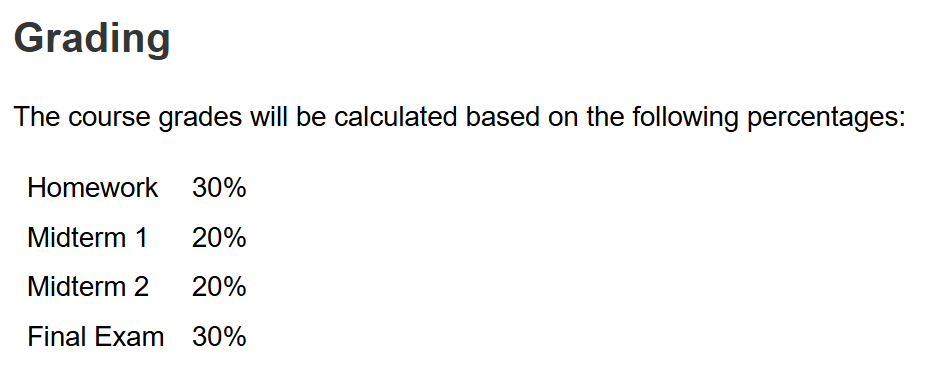 Grading
The course grades will be calculated based on the following percentages:
Homework 30%
Midterm 1 20%
Midterm 2 20%
Final Exam 30%